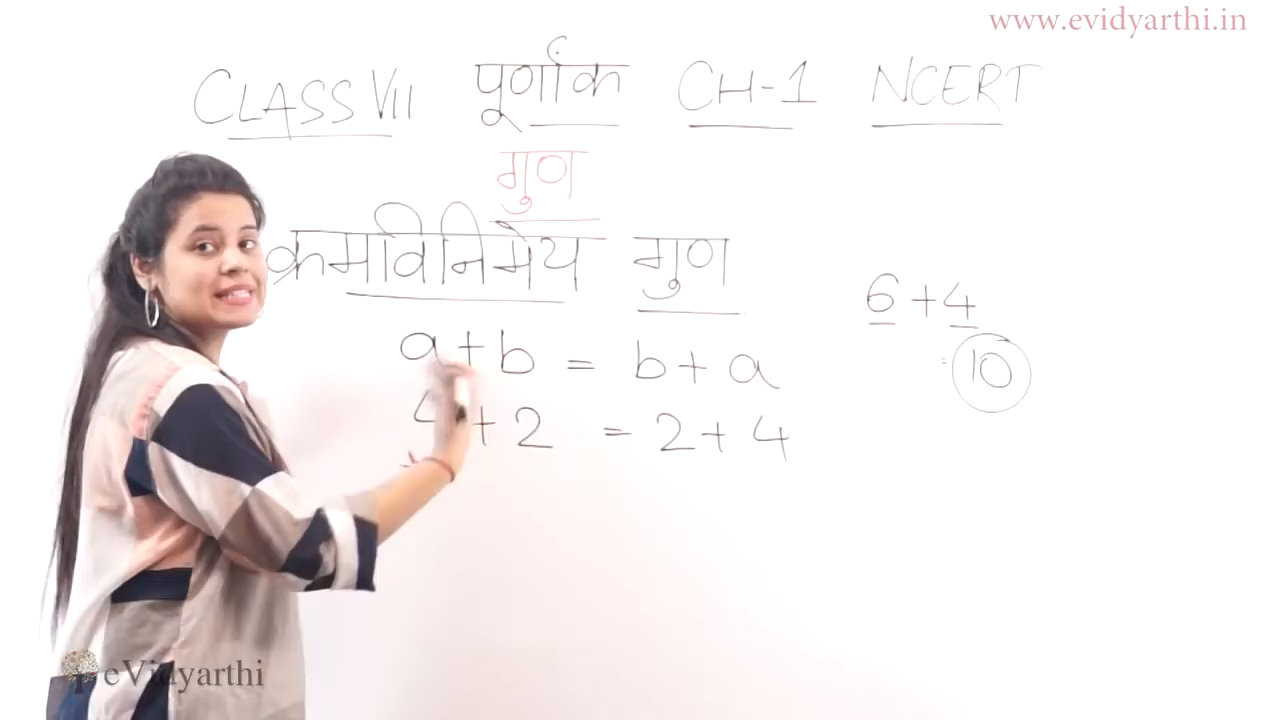 www.evidyarthi.in
CLASS VII पूर्णांक CH-1 NCERT
गुण
क्रमविनिमेय गुण
6 + 4
10
a + b = b + a
4 + 2 = 2 + 4
eVidyarthi